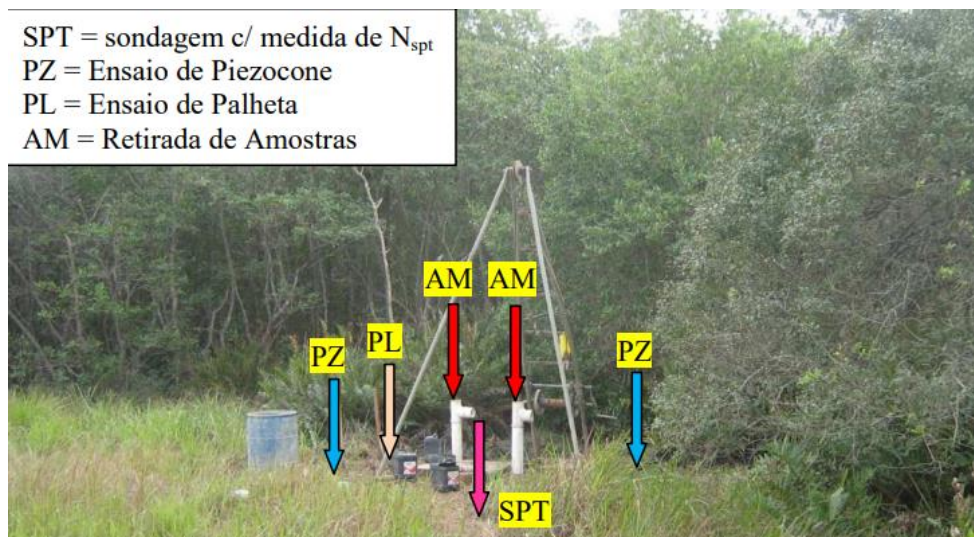 SPT = sondagem c/ medida de Nspt
PZ = Ensaio de Piezocone
PL = Ensaio de Palheta
AM = Retirada de Amostras
AM AM
PZ PL PZ
SPT